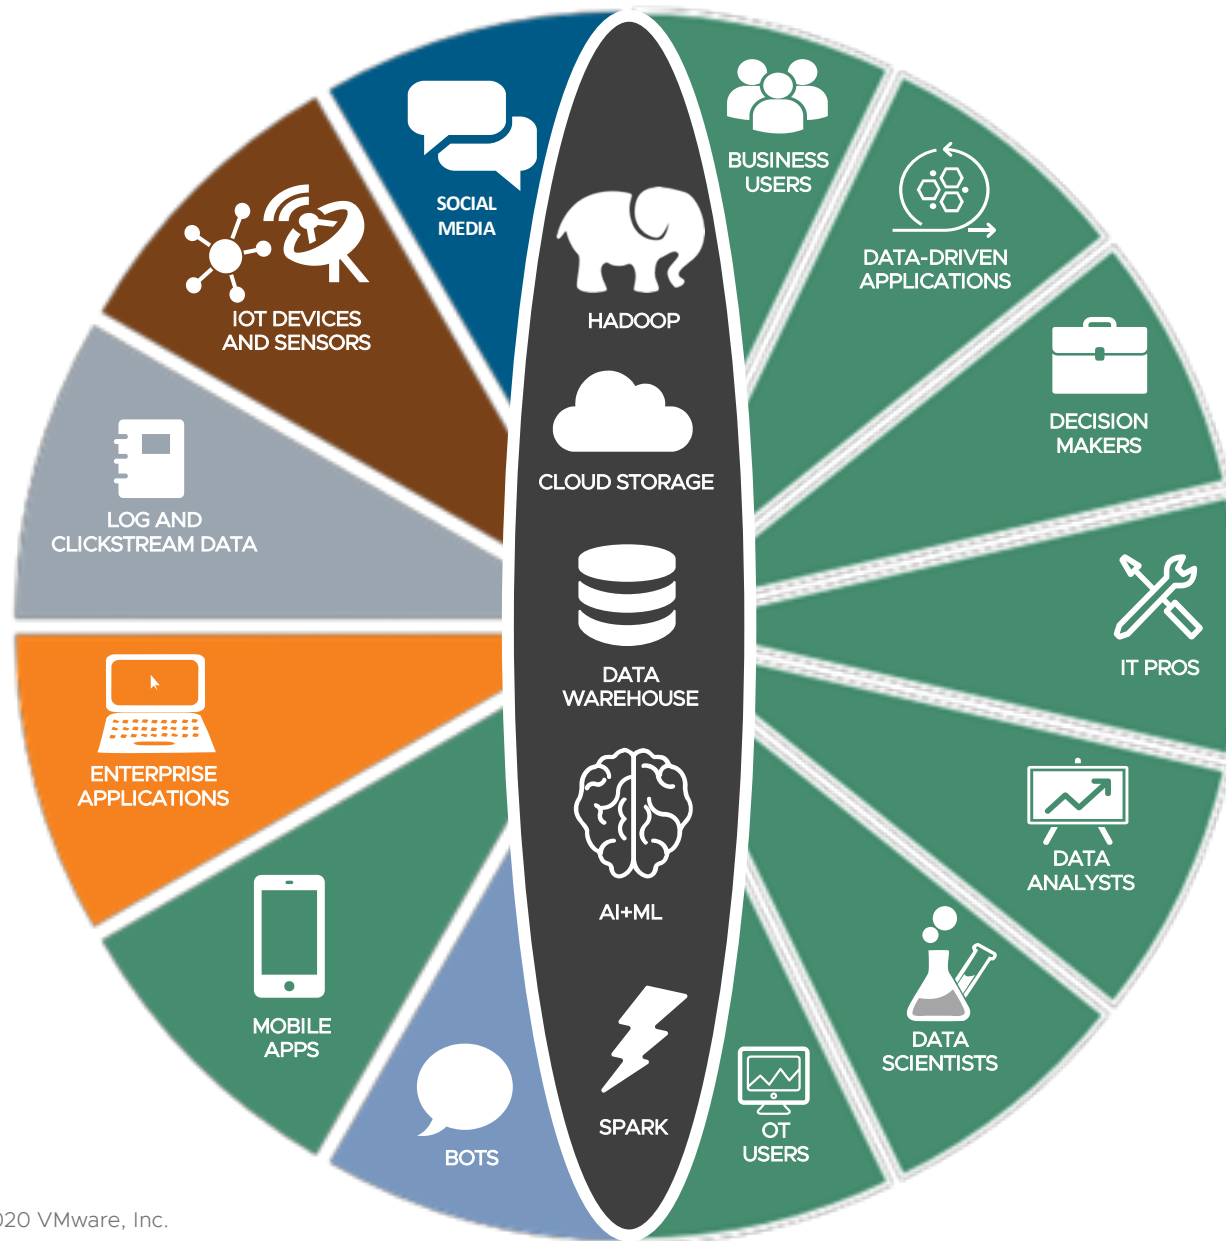 SOCIAL
MEDIA
IOT DEVICES
AND SENSORS
LOG AND
CLICKSTREAM DATA
ENTERPRISE
APPLICATIONS
MOBILE
APPS
BOTS
HADOOP
CLOUD STORAGE
DATA
WAREHOUSE
AI+ML
SPARK
BUSINESS
USERS
DATA-DRIVEN
APPLICATIONS
DECISION
MAKERS
IT PROS
DATA
ANALYSTS
DATA
SCIENTISTS
OT
USERS
020 VMware, Inc.